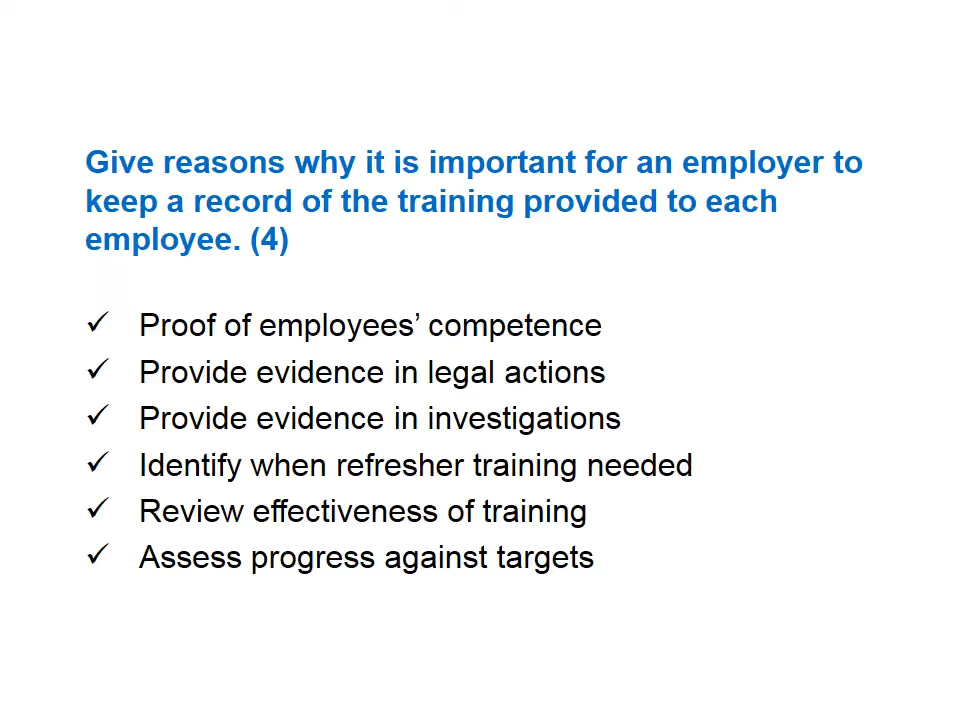 Give reasons why it is important for an employer to
keep a record of the training provided to each
employee. (4)
✓ Proof of employees’ competence
✓ Provide evidence in legal actions
✓ Provide evidence in investigations
✓ Identify when refresher training needed
✓ Review effectiveness of training
✓ Assess progress against targets